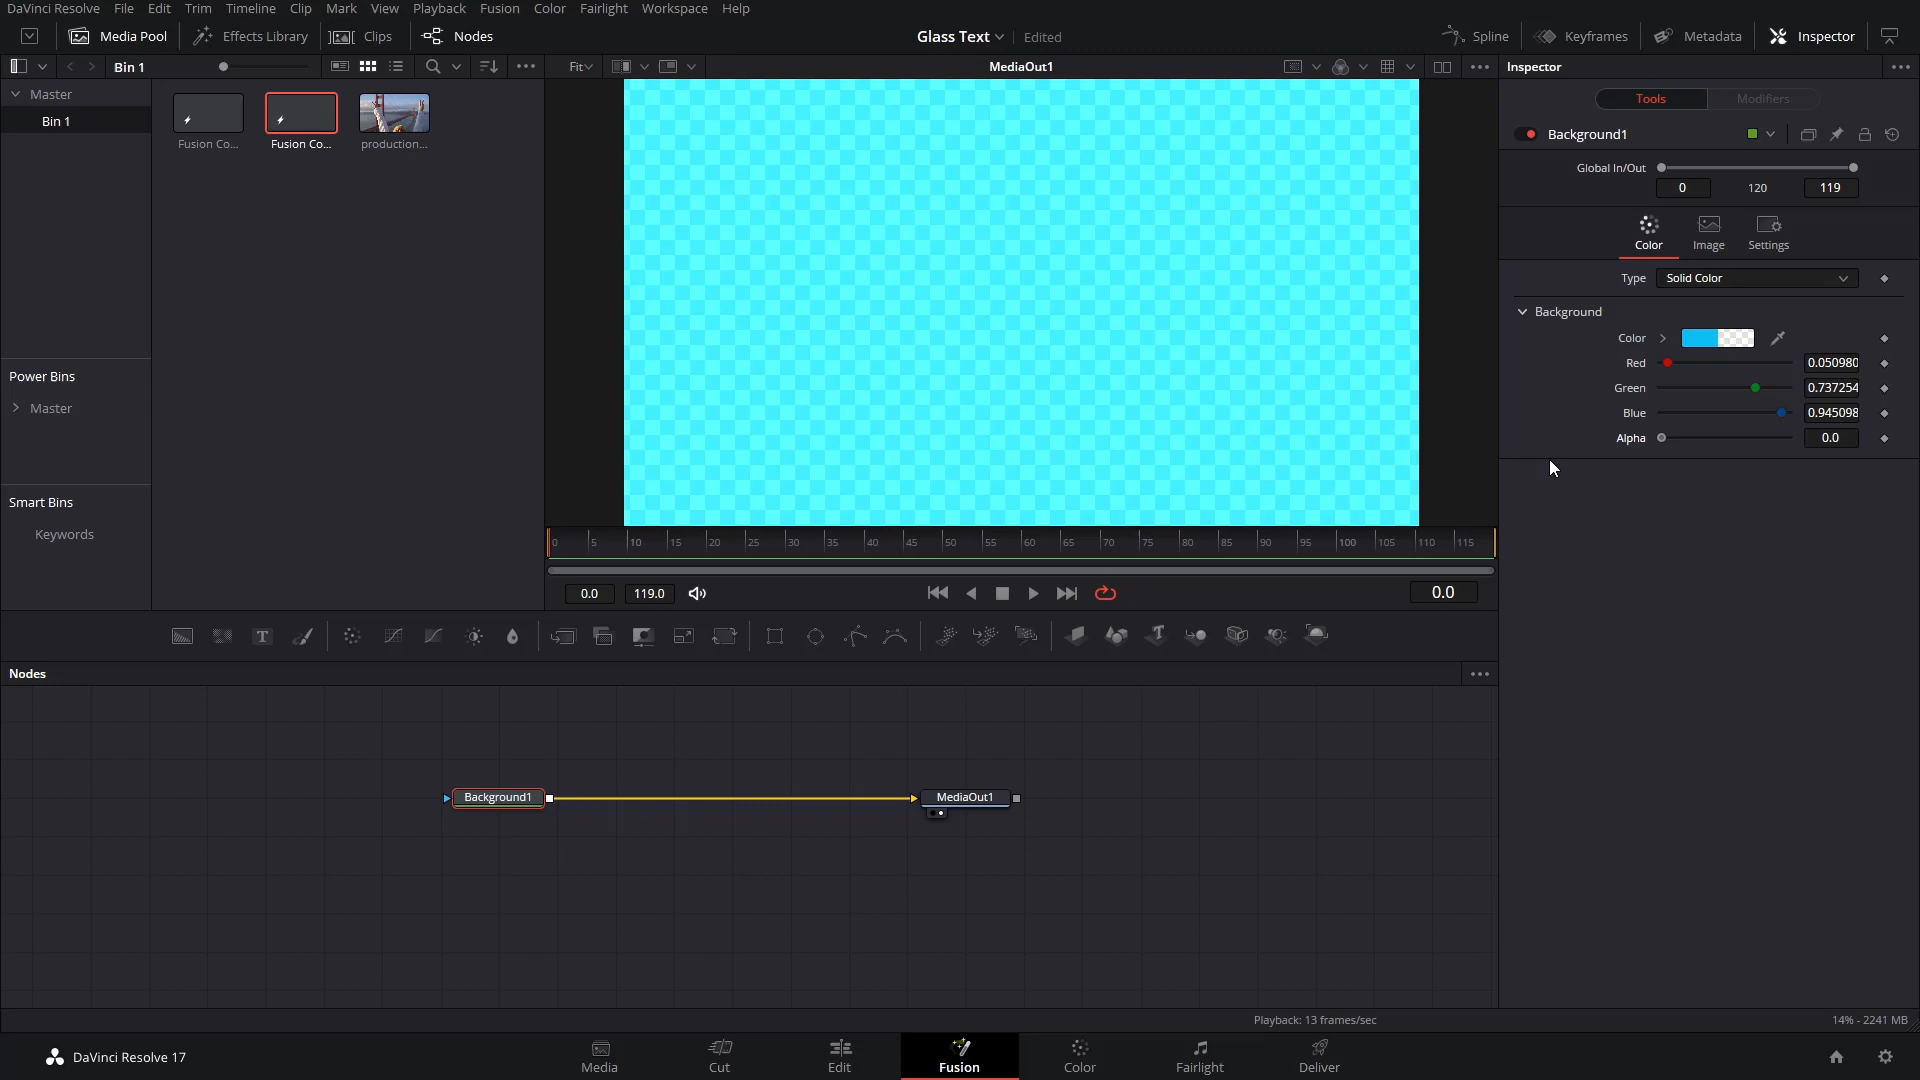 DaVinci Resolve File Edit Trim Timeline Clip Mark View Playback Fusion Color Fairlight Workspace Help
Media Pool Effects Library Clips Nodes Glass Text Edited Spline Keyframes Metadata Inspector
Bin 1 Fit MediaOut1 Inspector
Master
Bin 1
Fusion Co... Fusion Co... production...
Power Bins
Master
Smart Bins
Keywords
Tools Modifiers
Background1
Global In/Out
0 120 119
Color Image Settings
Type Solid Color
Background
Color
Red 0.050980
Green 0.737254
Blue 0.945098
Alpha 0.0
0 5 10 15 20 25 30 35 40 45 50 55 60 65 70 75 80 85 90 95 100 105 110 115
0.0 119.0 0.0
T
Nodes
Background1 MediaOut1
Playback: 13 frames/sec 14% - 2241 MB
DaVinci Resolve 17 Media Cut Edit Fusion Color Fairlight Deliver